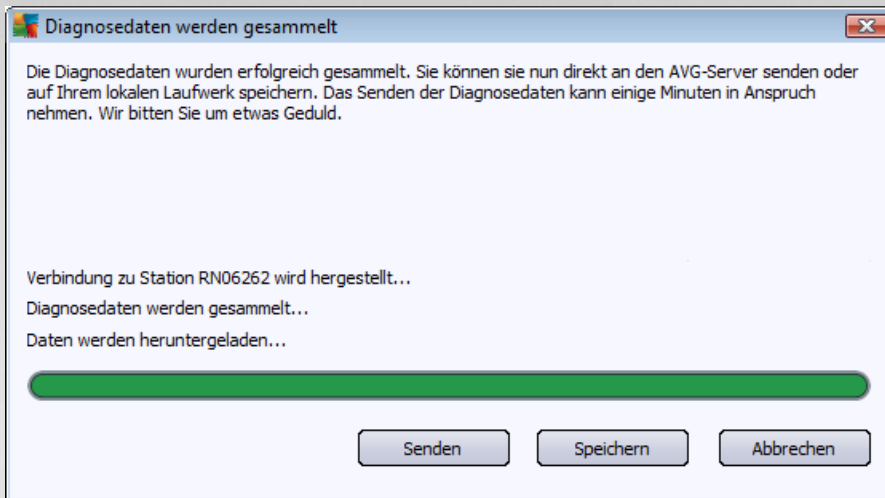 Diagnosedaten werden gesammelt
Die Diagnosedaten wurden erfolgreich gesammelt. Sie können sie nun direkt an den AVG-Server senden oder
auf Ihrem lokalen Laufwerk speichern. Das Senden der Diagnosedaten kann einige Minuten in Anspruch
nehmen. Wir bitten Sie um etwas Geduld.
Verbindung zu Station RN06262 wird hergestellt...
Diagnosedaten werden gesammelt...
Daten werden heruntergeladen...
Senden Speichern Abbrechen